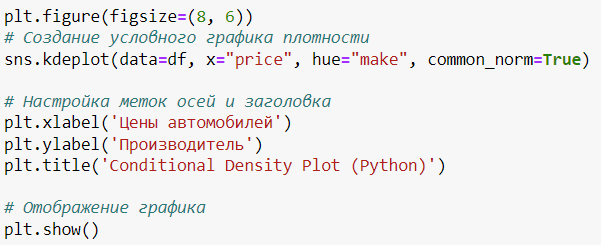 plt.figure(figsize=(8, 6))
# Создание условного графика плотности
sns.kdeplot(data=df, x="price", hue="make", common_norm=True)
# Настройка меток осей и заголовка
plt.xlabel('Цены автомобилей')
plt.ylabel('Производитель')
plt.title('Conditional Density Plot (Python)')
# Отображение графика
plt.show()